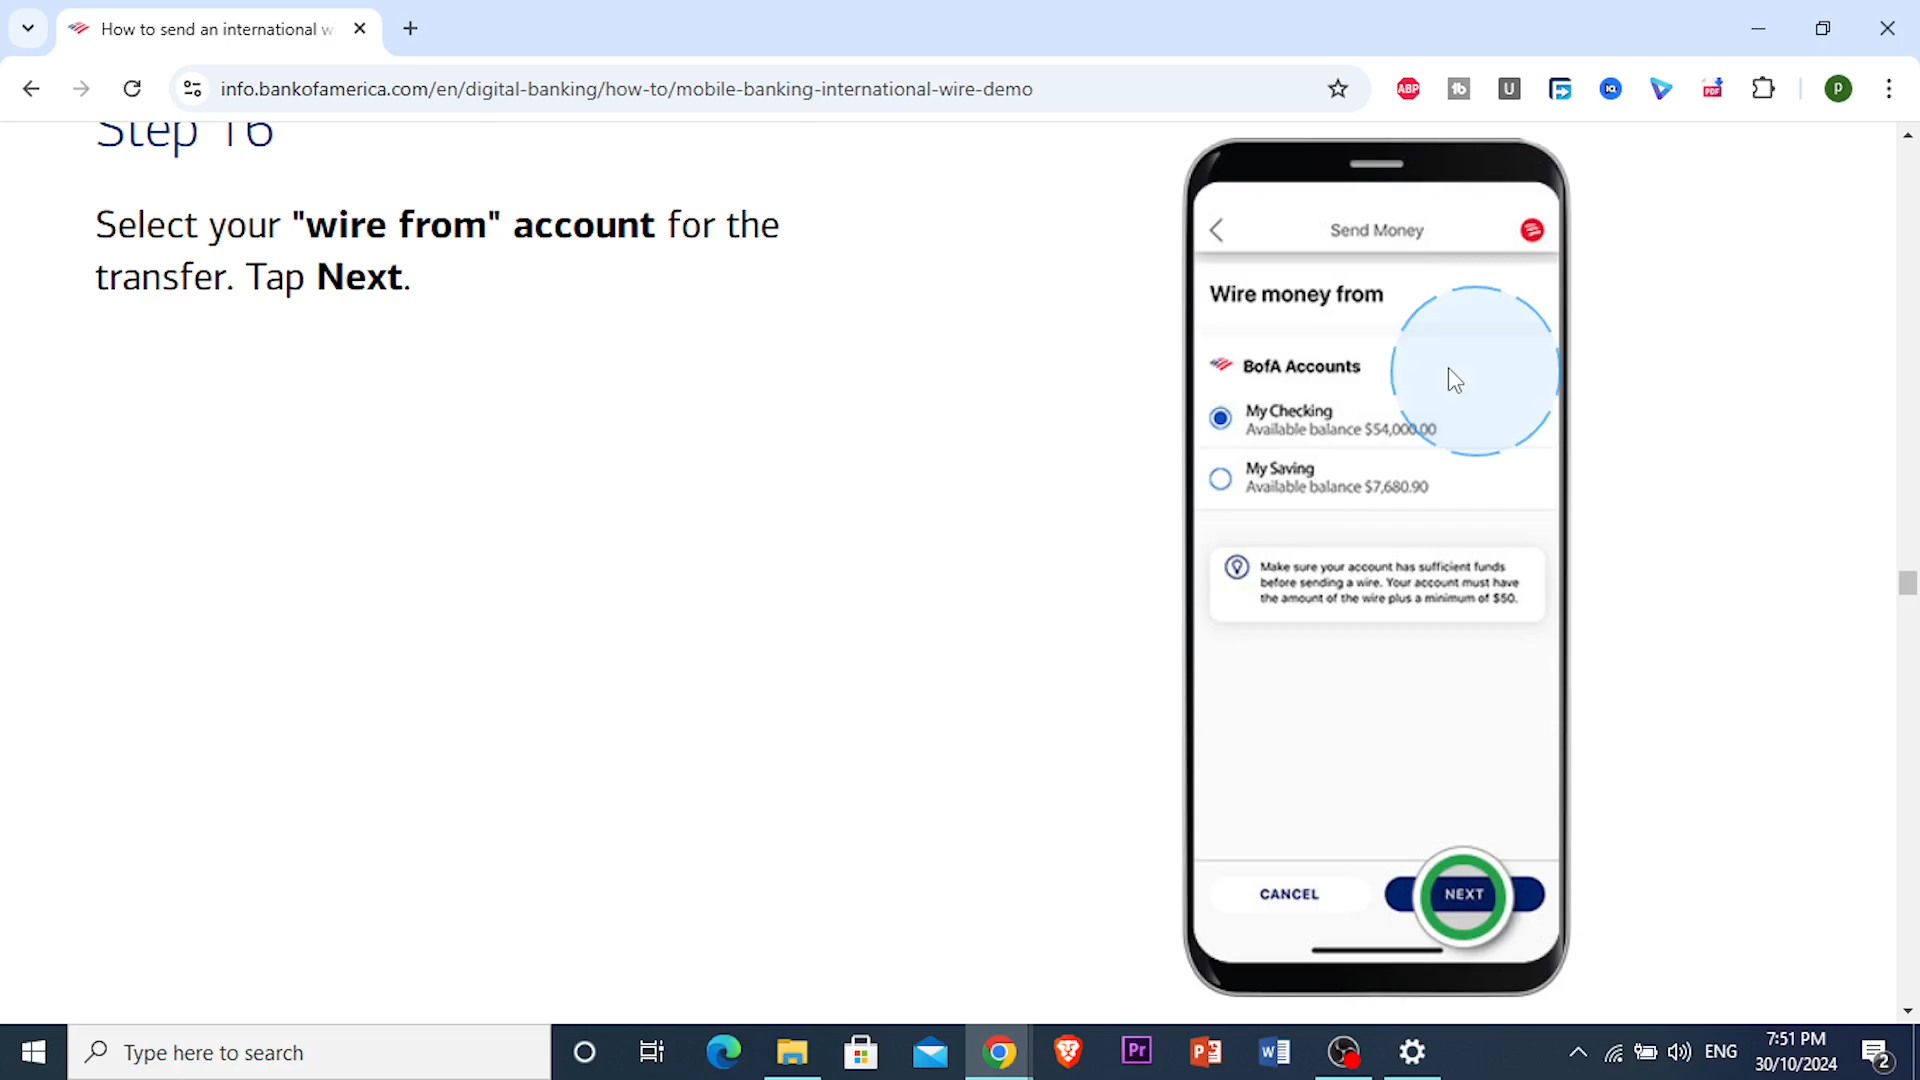 How to send an international w
info.bankofamerica.com/en/digital-banking/how-to/mobile-banking-international-wire-demo
ABP
U
PDF
p
Step 16
Select your "wire from" account for the
transfer. Tap Next.
Send Money
Wire money from
BofA Accounts
My Checking
Available balance $54,000.00
My Saving
Available balance $7,680.90
Make sure your account has sufficient funds
before sending a wire. Your account must have
the amount of the wire plus a minimum of $50.
CANCEL
NEXT
Type here to search
Pr
ENG
7:51 PM
30/10/2024
2